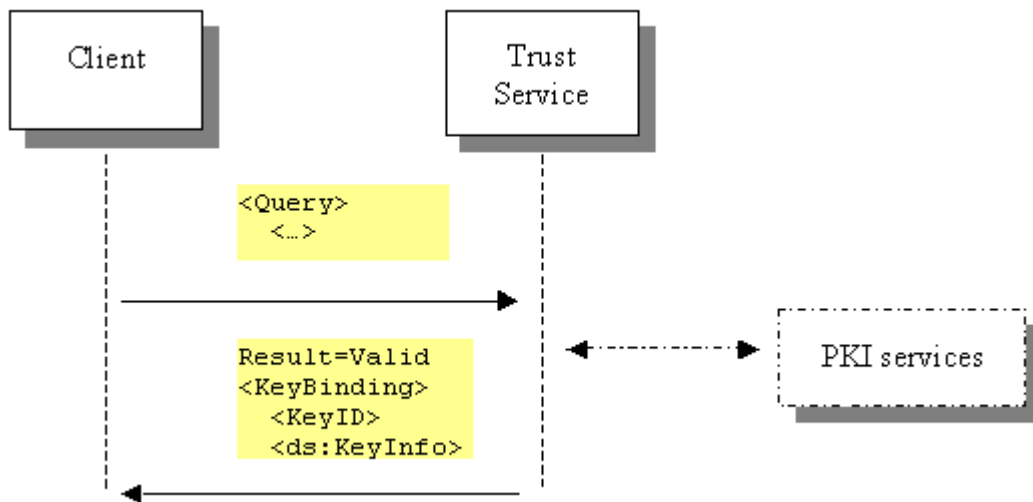 Client
Trust
Service
<Query>
<…>
Result=Valid
<KeyBinding>
<KeyID>
<ds:KeyInfo>
PKI services